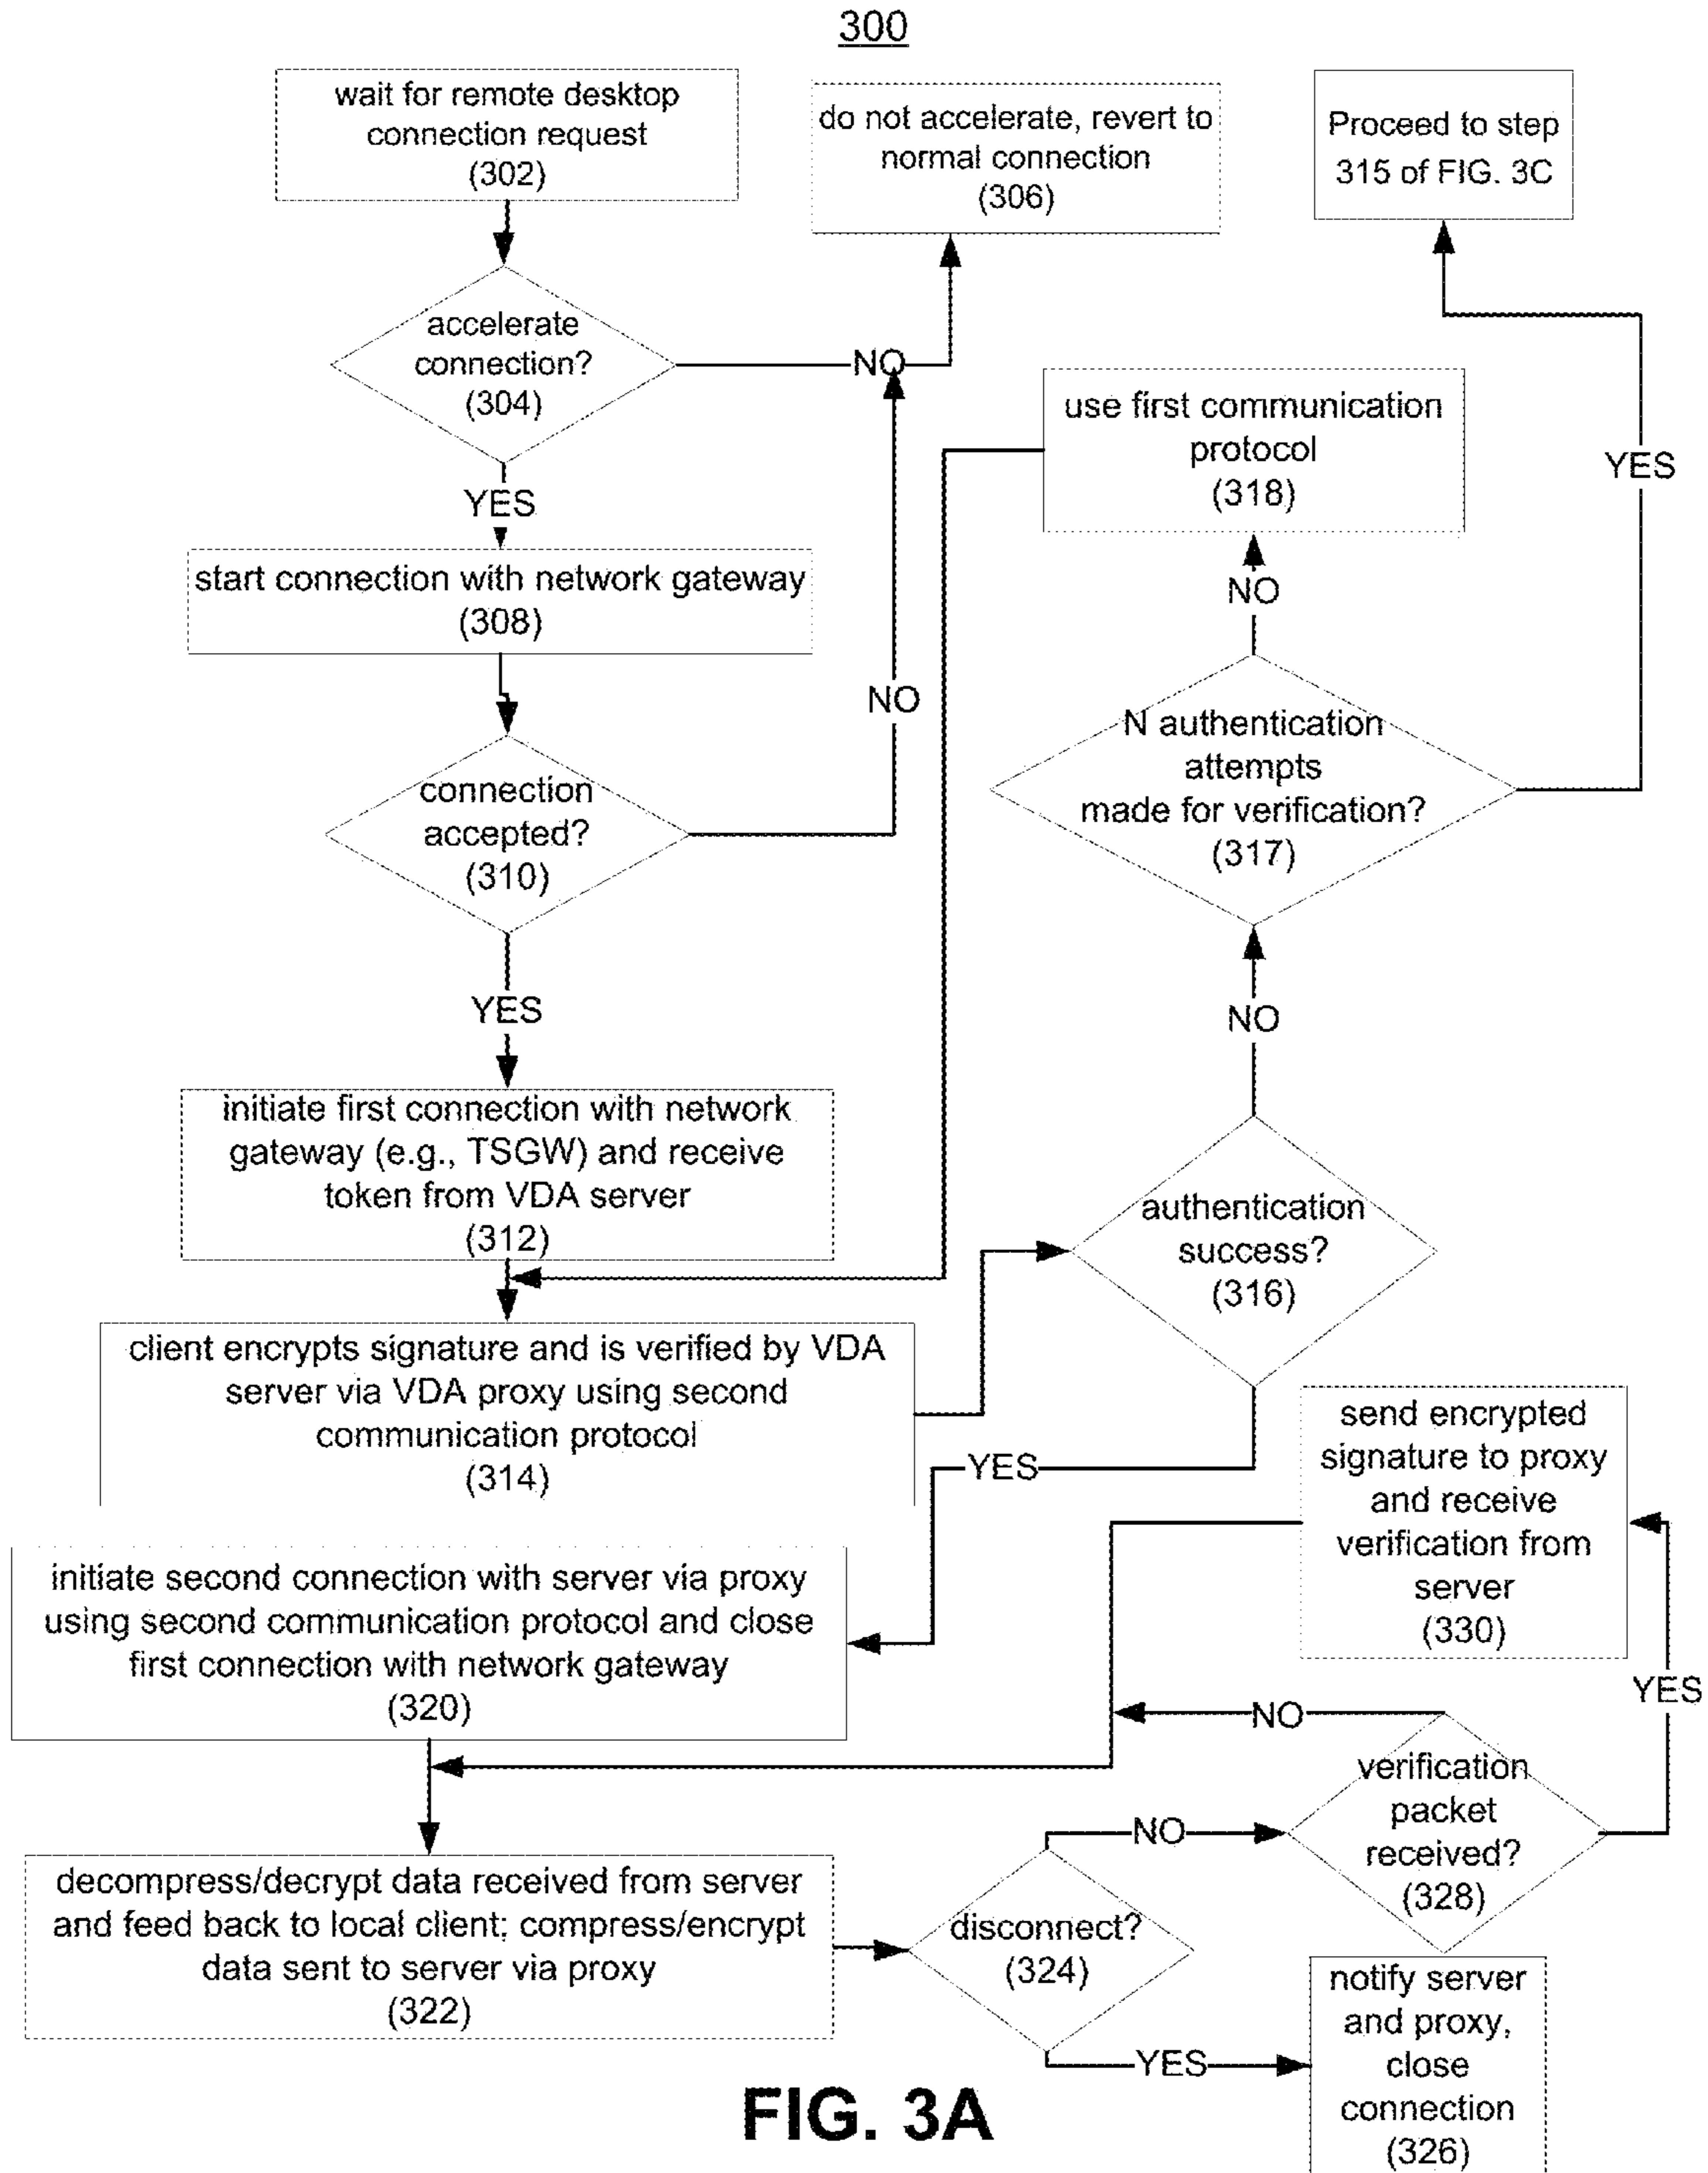 300
wait for remote desktop
connection request
(302)
do not accelerate, revert to
normal connection
(306)
Proceed to step
315 of FIG. 3C
accelerate
connection?
(304)
NO
YES
use first communication
protocol
(318)
YES
start connection with network gateway
(308)
NO
NO
N authentication
attempts
made for verification?
(317)
connection
accepted?
(310)
YES
NO
initiate first connection with network
gateway (e.g., TSGW) and receive
token from VDA server
(312)
authentication
success?
(316)
client encrypts signature and is verified by VDA
server via VDA proxy using second
communication protocol
(314)
YES
send encrypted
signature to proxy
and receive
verification from
server
(330)
initiate second connection with server via proxy
using second communication protocol and close
first connection with network gateway
(320)
YES
NO
verification
packet
received?
(328)
NO
decompress/decrypt data received from server
and feed back to local client; compress/encrypt
data sent to server via proxy
(322)
disconnect?
(324)
YES
notify server
and proxy,
close
connection
(326)
FIG. 3A